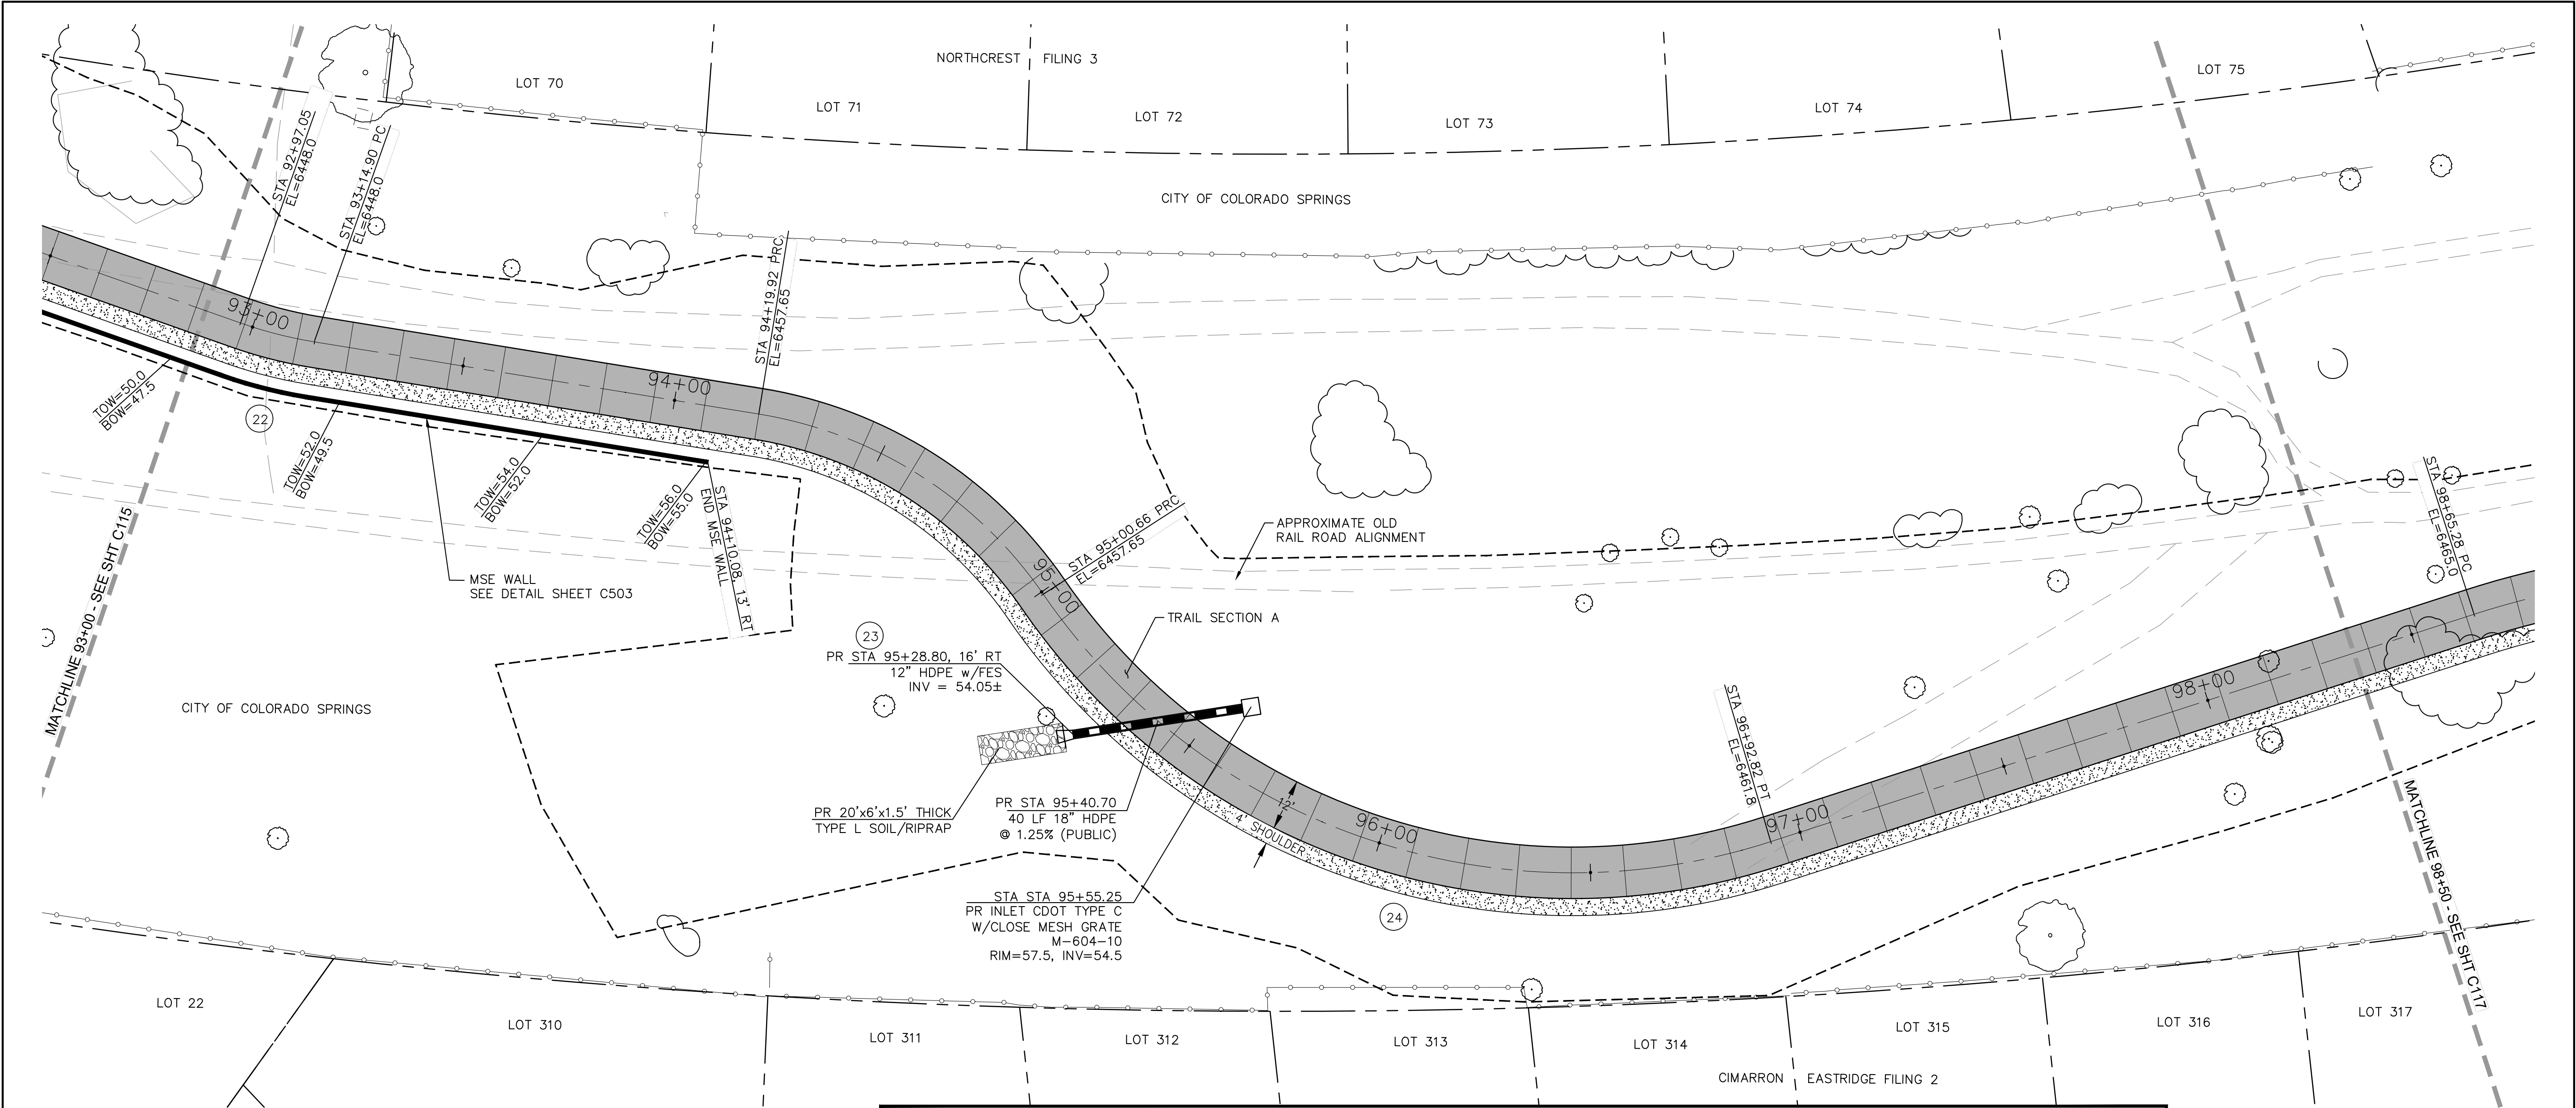 NORTHCREST FILING 3
LOT 70
LOT 71
LOT 72
LOT 73
LOT 74
LOT 75
CITY OF COLORADO SPRINGS
STA 92+97.05
EL=6448.0
STA 93+14.90 PC
EL=6448.0
STA 94+19.92 PRC
EL=6457.65
93+00
94+00
TOW=50.0
BOW=47.5
22
TOW=52.0
BOW=49.5
TOW=54.0
BOW=52.0
TOW=56.0
BOW=55.0
STA 94+10.08, 13' RT
END MSE WALL
MATCHLINE 93+00 - SEE SHT C115
MSE WALL
SEE DETAIL SHEET C503
95+00
STA 95+00.66 PRC
EL=6457.65
APPROXIMATE OLD
RAIL ROAD ALIGNMENT
TRAIL SECTION A
23
PR STA 95+28.80, 16' RT
12" HDPE w/FES
INV = 54.05±
CITY OF COLORADO SPRINGS
PR 20'x6'x1.5' THICK
TYPE L SOIL/RIPRAP
PR STA 95+40.70
40 LF 18" HDPE
@ 1.25% (PUBLIC)
STA STA 95+55.25
PR INLET CDOT TYPE C
W/CLOSE MESH GRATE
M-604-10
RIM=57.5, INV=54.5
12'
4' SHOULDER
96+00
24
STA 96+92.82 PT
EL=6461.8
97+00
98+00
STA 98+65.28 PC
EL=6465.0
MATCHLINE 98+50 - SEE SHT C117
LOT 22
LOT 310
LOT 311
LOT 312
LOT 313
LOT 314
LOT 315
LOT 316
LOT 317
CIMARRON EASTRIDGE FILING 2